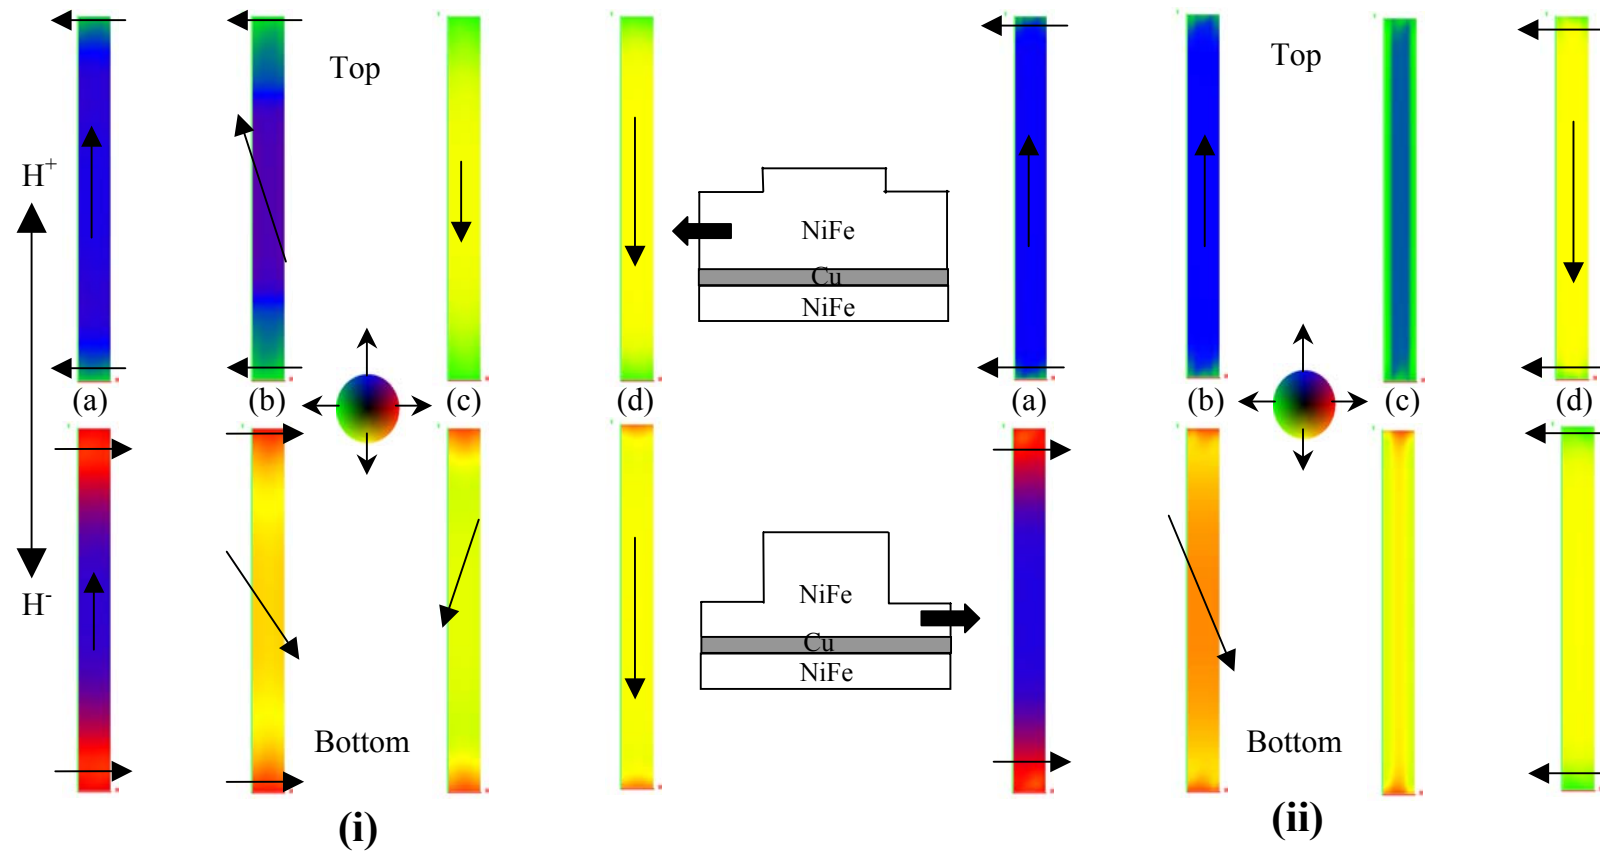 Top
Top
H+
NiFe
Cu
NiFe
(a)
(b)
(c)
(d)
(a)
(b)
(c)
(d)
H-
NiFe
Cu
NiFe
Bottom
Bottom
(i)
(ii)